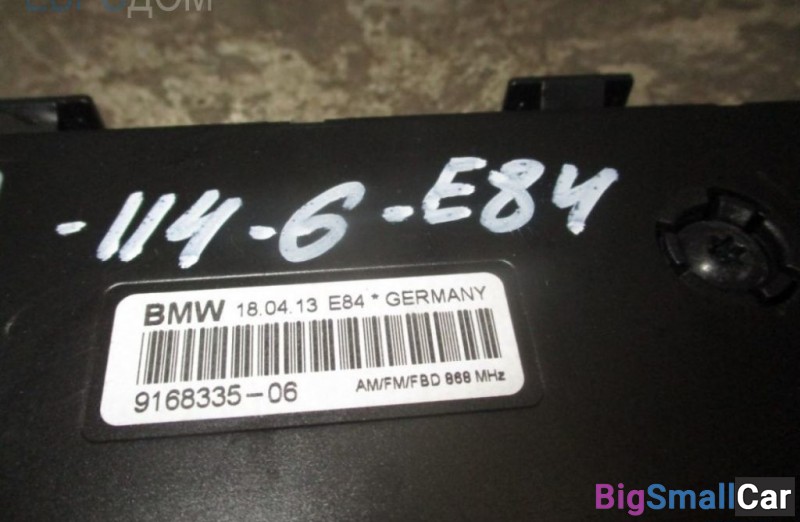 -114-6-E84
BMW 18.04.13 E84 * GERMANY
9168335-06 AM/FM/FBD 868 MHz
BigSmallCar